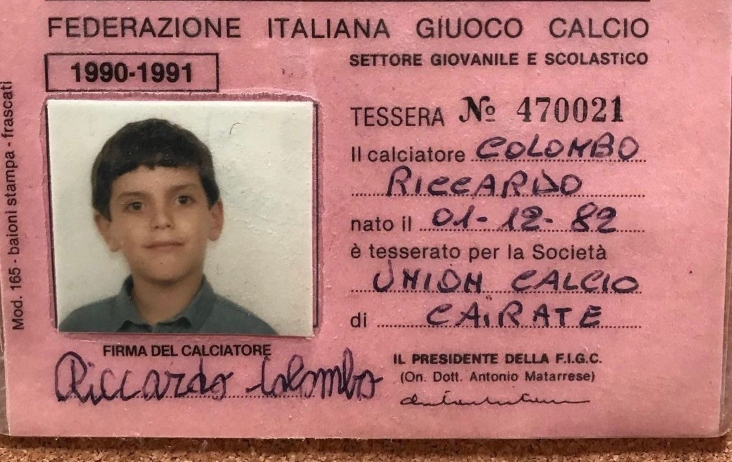 FEDERAZIONE ITALIANA GIUOCO CALCIO
1990-1991
SETTORE GIOVANILE E SCOLASTICO
TESSERA № 470021
Il calciatore COLOMBO
RICCARDO
nato il 01-12-82
è tesserato per la Società
UNION CALCIO
di CAIRATE
FIRMA DEL CALCIATORE
Riccardo Colombo
IL PRESIDENTE DELLA F.I.G.C.
(On. Dott. Antonio Matarrese)
Mod. 165 - baioni stampa - frascati